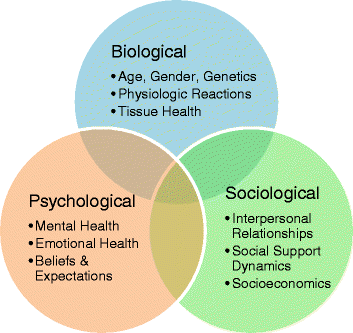 Biological
•Age, Gender, Genetics
•Physiologic Reactions
•Tissue Health
Psychological
•Mental Health
•Emotional Health
•Beliefs &
Expectations
Sociological
•Interpersonal
Relationships
•Social Support
Dynamics
•Socioeconomics